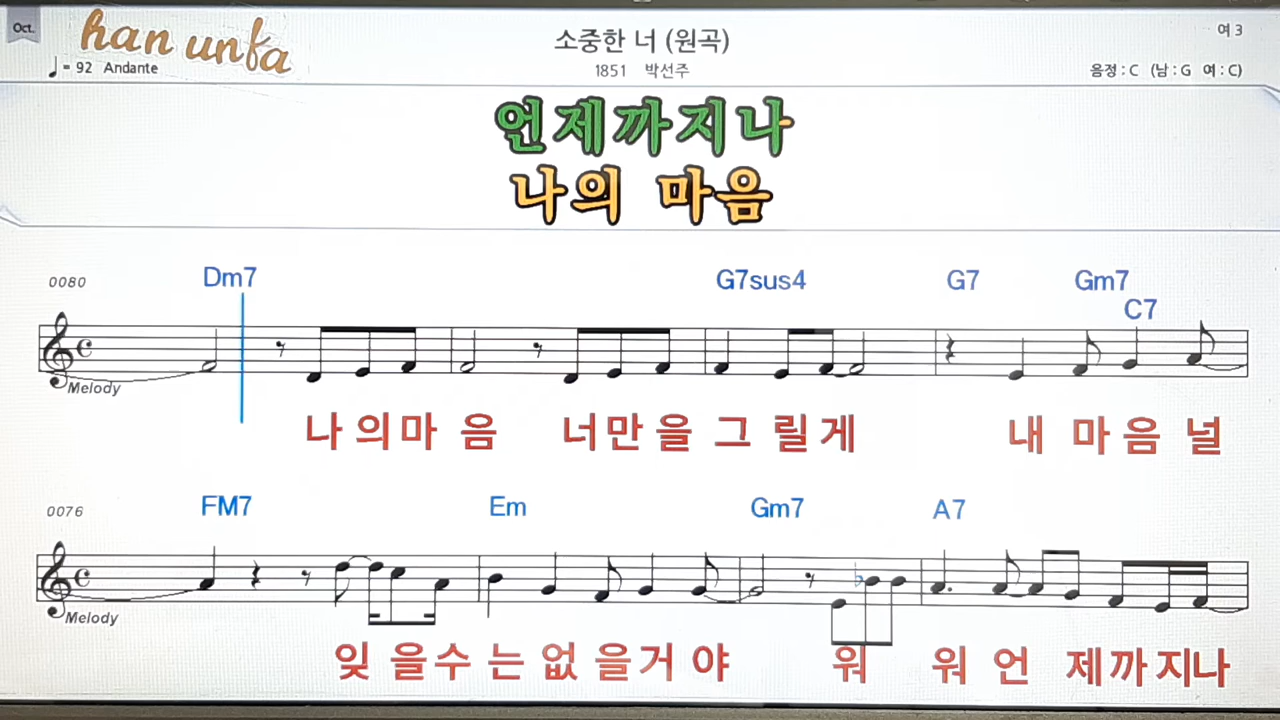 Oct.
han unfa
소중한 너 (원곡)
여 3
♩= 92 Andante
1851 박선주
음정 : C (남 : G 여 : C)
언제까지나
나의 마음
0080 Dm7 G7sus4 G7 Gm7
C7
Melody
나의마 음 너만을 그 릴게 내 마 음 널
0076 FM7 Em Gm7 A7
Melody
잊 을수 는 없 을거 야 워 워 언 제까지나